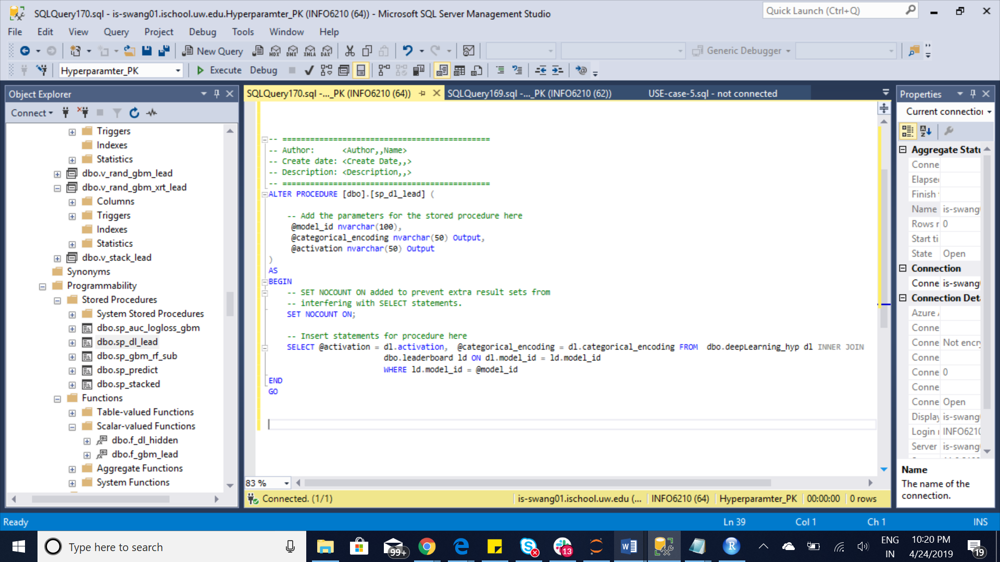 SQLQuery170.sql - is-swang01.ischool.uw.edu.Hyperparamter_PK (INFO6210 (64)) - Microsoft SQL Server Management Studio
Quick Launch (Ctrl+Q)
File Edit View Query Project Debug Tools Window Help
New Query MDX DMX XMLA DAX Generic Debugger
Hyperparamter_PK Execute Debug
Object Explorer
Connect
Triggers
Indexes
Statistics
dbo.v_rand_gbm_lead
dbo.v_rand_gbm_xrt_lead
Columns
Triggers
Indexes
Statistics
dbo.v_stack_lead
Synonyms
Programmability
Stored Procedures
System Stored Procedures
dbo.sp_auc_logloss_gbm
dbo.sp_dl_lead
dbo.sp_gbm_rf_sub
dbo.sp_predict
dbo.sp_stacked
Functions
Table-valued Functions
Scalar-valued Functions
dbo.f_dl_hidden
dbo.f_gbm_lead
Aggregate Functions
System Functions
SQLQuery170.sql -..._PK (INFO6210 (64)) SQLQuery169.sql -..._PK (INFO6210 (62)) USE-case-5.sql - not connected
-- =============================================
-- Author: <Author,,Name>
-- Create date: <Create Date,,>
-- Description: <Description,,>
-- =============================================
ALTER PROCEDURE [dbo].[sp_dl_lead] (
-- Add the parameters for the stored procedure here
@model_id nvarchar(100),
@categorical_encoding nvarchar(50) Output,
@activation nvarchar(50) Output
)
AS
BEGIN
-- SET NOCOUNT ON added to prevent extra result sets from
-- interfering with SELECT statements.
SET NOCOUNT ON;
-- Insert statements for procedure here
SELECT @activation = dl.activation, @categorical_encoding = dl.categorical_encoding FROM dbo.deepLearning_hyp dl INNER JOIN
dbo.leaderboard ld ON dl.model_id = ld.model_id
WHERE ld.model_id = @model_id
END
GO
83 %
Connected. (1/1) is-swang01.ischool.uw.edu (... INFO6210 (64) Hyperparamter_PK 00:00:00 0 rows
Properties
Current connection
Aggregate Statu
Conne
Elapse
Finish
Name is-swang
Rows r 0
Start ti
State Open
Connection
Conne is-swang
Connection Det
Azure
Conne
Conne Not encry
Conne
Conne 0
Conne
Conne Open
Display is-swang
Login INFO6210
Server is-swang
Name
The name of the
connection.
Ready Ln 39 Col 1 Ch 1 INS
Type here to search
99+
13
W
R
ENG
IN
10:20 PM
4/24/2019
19